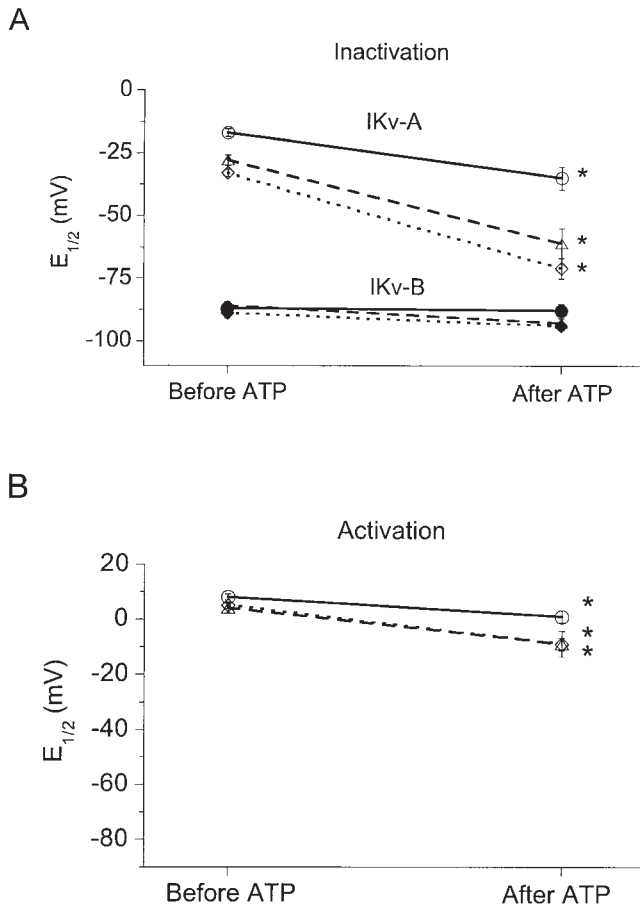 A
Inactivation
0
-25
-50
-75
-100
E1/2 (mV)
IKv-A
*
*
*
IKv-B
Before ATP
After ATP
B
Activation
20
0
-20
-40
-60
-80
E1/2 (mV)
*
*
*
Before ATP
After ATP